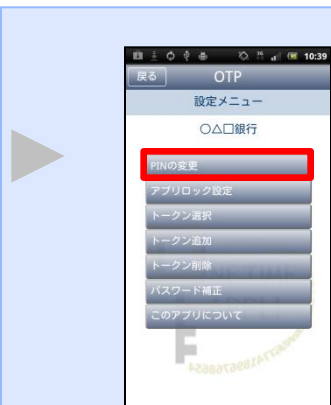 10:39
戻る
OTP
設定メニュー
○△□銀行
PINの変更
アプリロック設定
トークン選択
トークン追加
トークン削除
パスワード補正
このアプリについて